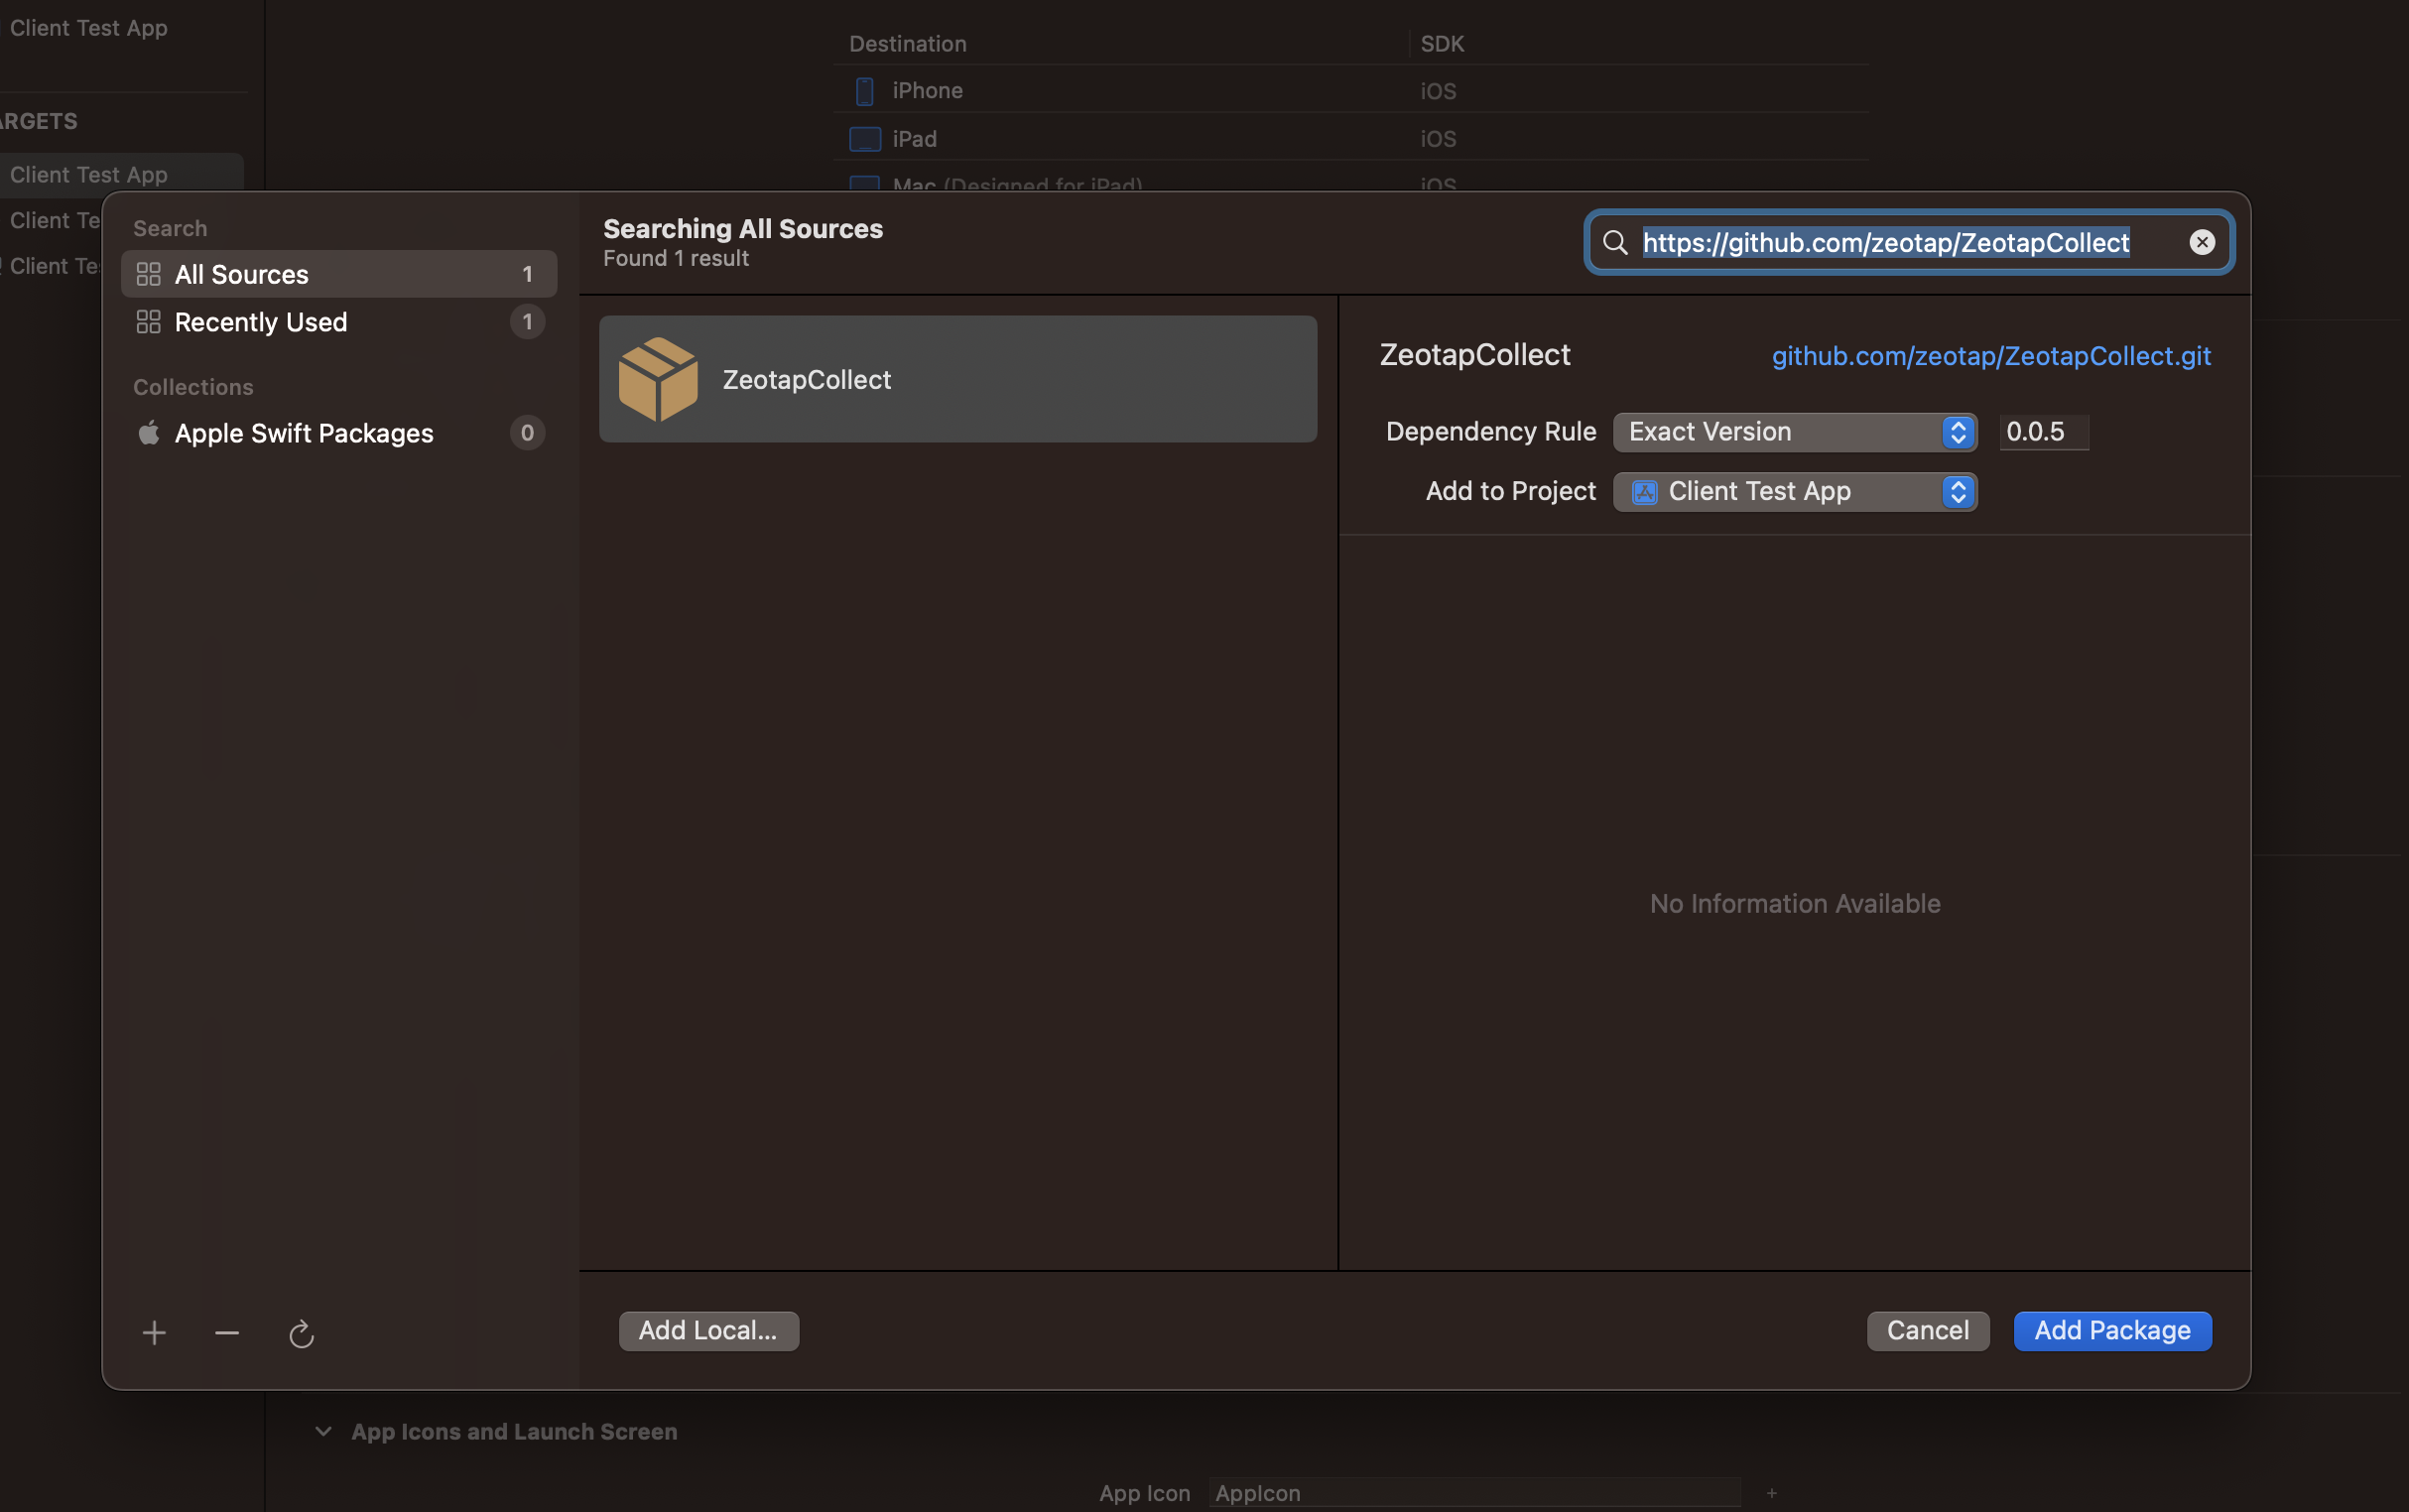 Client Test App
Destination
SDK
iPhone
iOS
iPad
iOS
Mac (Designed for iPad)
iOS
ARGETS
Client Test App
Client Te
Client Te
Search
All Sources
1
Recently Used
1
Collections
Apple Swift Packages
0
Searching All Sources
Found 1 result
https://github.com/zeotap/ZeotapCollect
ZeotapCollect
ZeotapCollect
github.com/zeotap/ZeotapCollect.git
Dependency Rule
Exact Version
0.0.5
Add to Project
Client Test App
No Information Available
Add Local...
Cancel
Add Package
App Icons and Launch Screen
App Icon
AppIcon